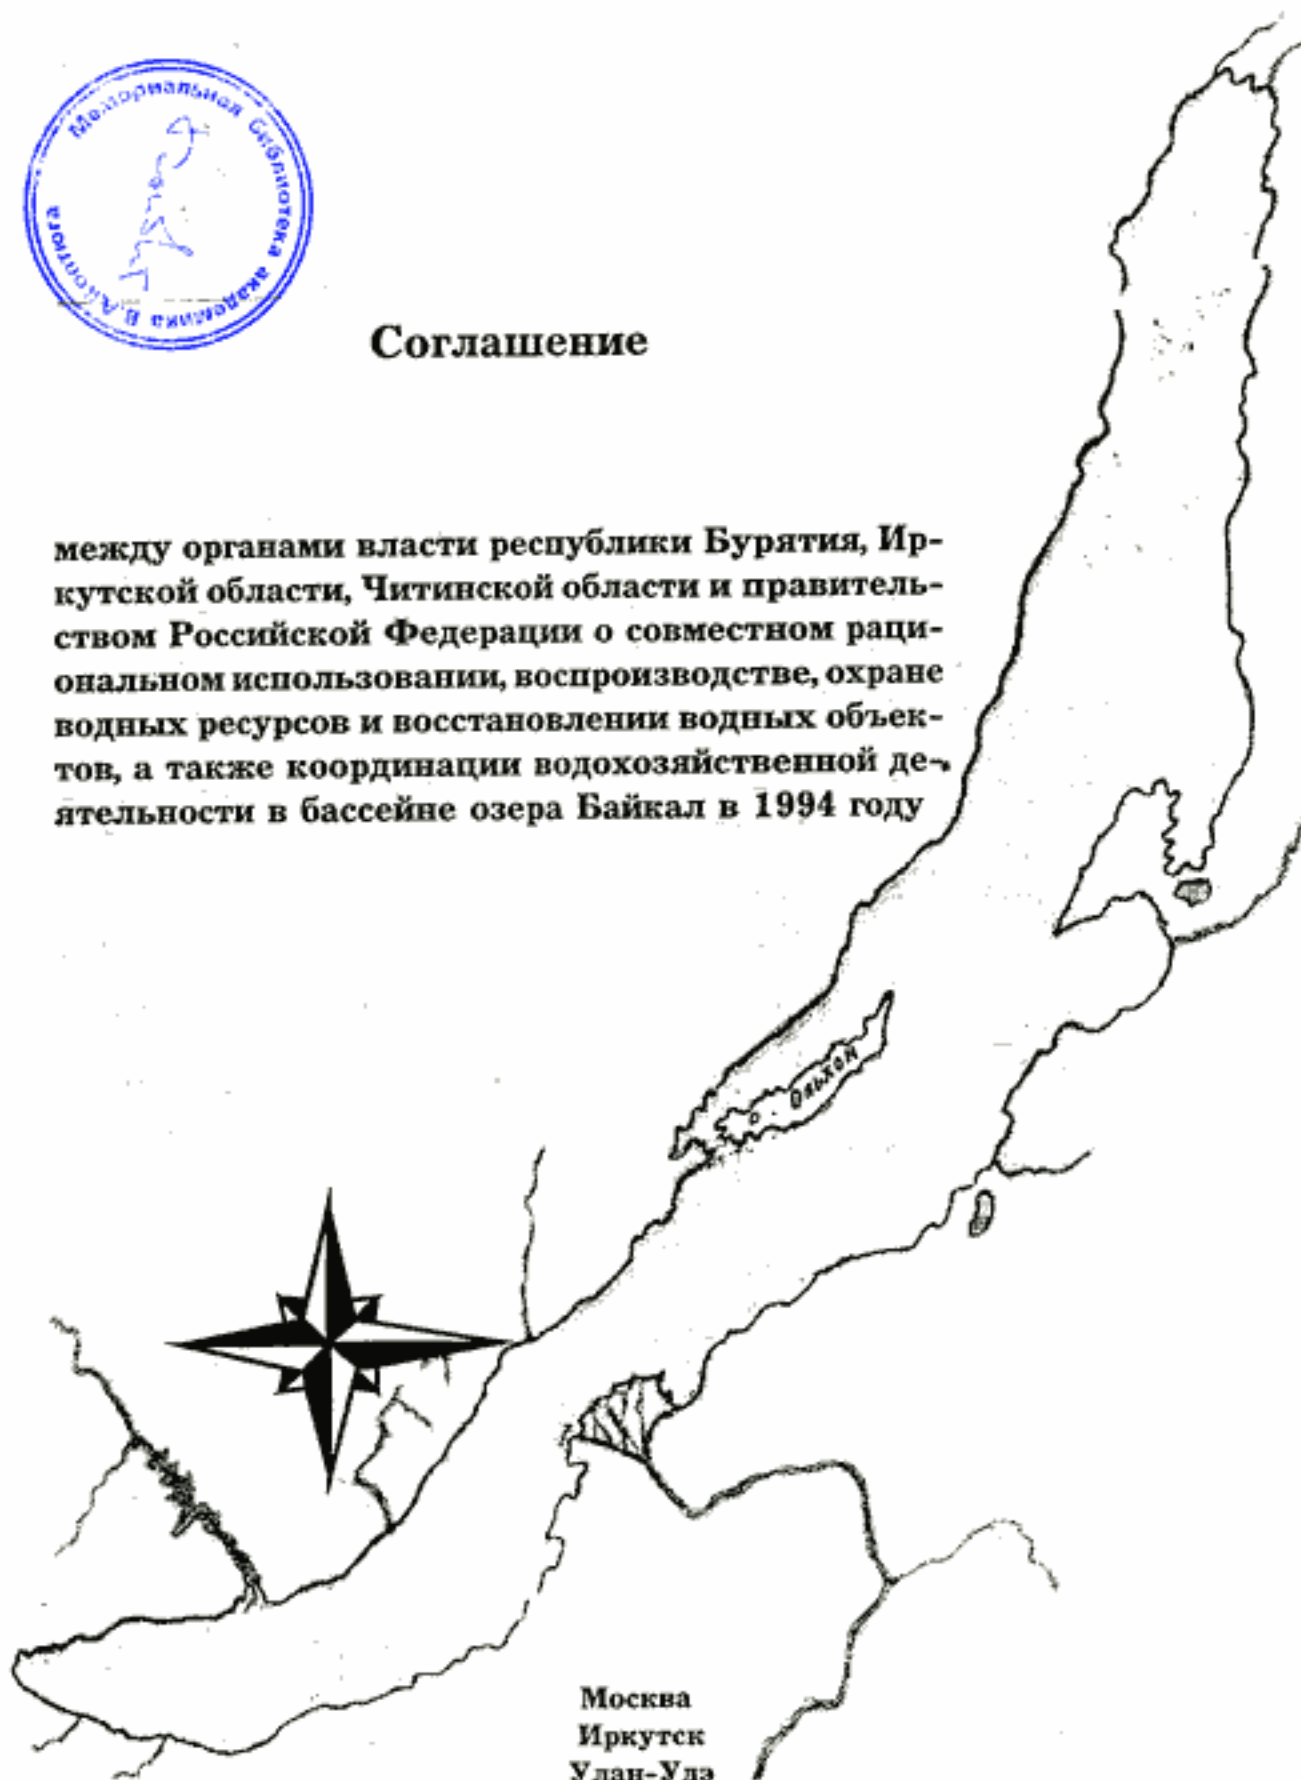 Мемориальная библиотека академика В.А.Коптюга
Соглашение
между органами власти республики Бурятия, Ир-
кутской области, Читинской области и правитель-
ством Российской Федерации о совместном раци-
ональном использовании, воспроизводстве, охране
водных ресурсов и восстановлении водных объек-
тов, а также координации водохозяйственной де-
ятельности в бассейне озера Байкал в 1994 году
о. Ольхон
Москва
Иркутск
Улан-Удэ